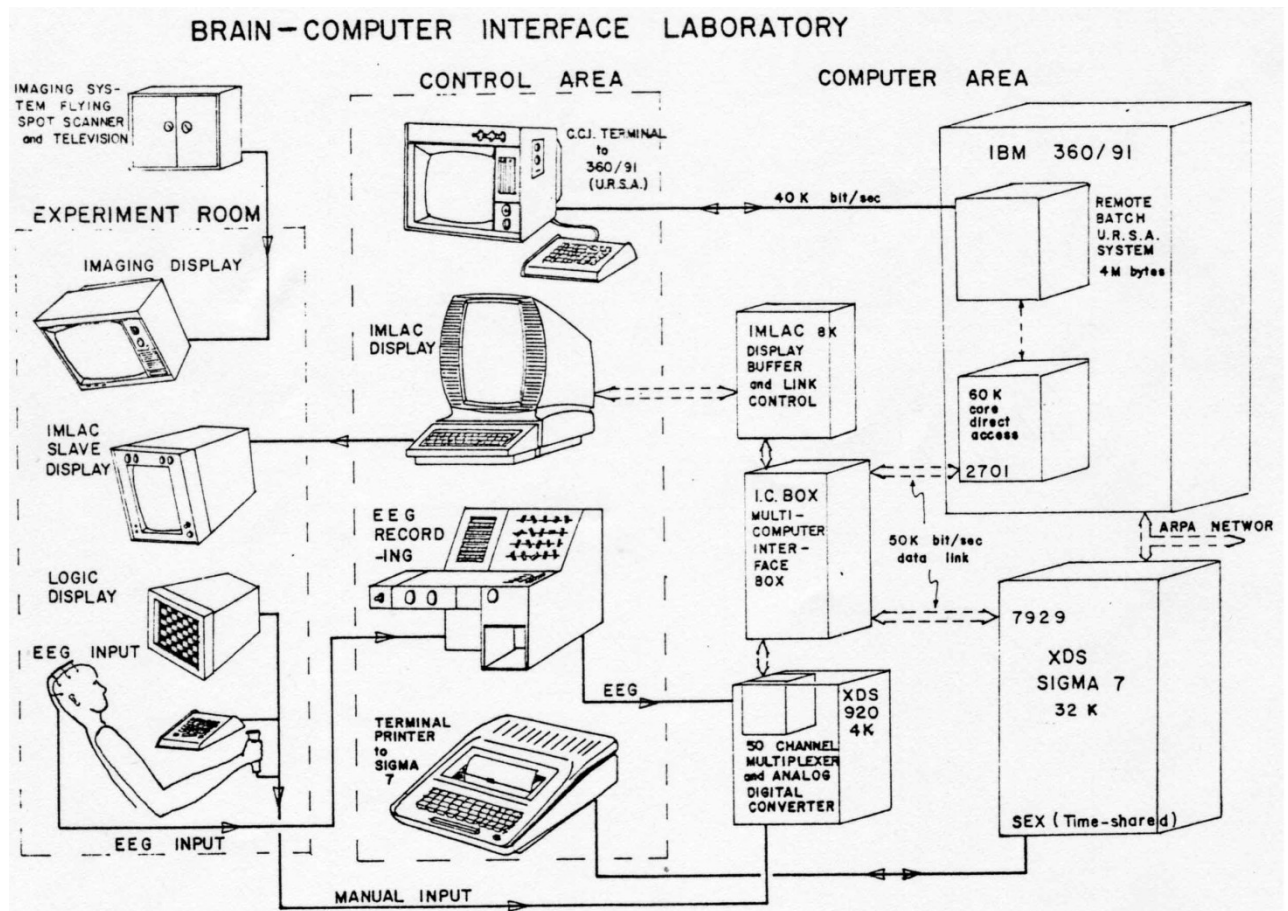 BRAIN-COMPUTER INTERFACE LABORATORY
IMAGING SYS-
TEM FLYING
SPOT SCANNER
and TELEVISION
EXPERIMENT ROOM
IMAGING DISPLAY
IMLAC
SLAVE
DISPLAY
LOGIC
DISPLAY
EEG INPUT
EEG INPUT
MANUAL INPUT
CONTROL AREA
C.C.I. TERMINAL
to
360/91
(U.R.S.A.)
IMLAC
DISPLAY
EEG
RECORD
-ING
EEG
TERMINAL
PRINTER
to
SIGMA
7
COMPUTER AREA
40 K bit/sec
IBM 360/91
REMOTE
BATCH
U.R.S.A.
SYSTEM
4M bytes
60 K
core
direct
access
2701
IMLAC 8K
DISPLAY
BUFFER
and LINK
CONTROL
I.C. BOX
MULTI-
COMPUTER
INTER-
FACE
BOX
50K bit/sec
data link
ARPA NETWOR
XDS
920
4K
50 CHANNEL
MULTIPLEXER
and ANALOG
DIGITAL
CONVERTER
7929
XDS
SIGMA 7
32 K
SEX (Time-shared)